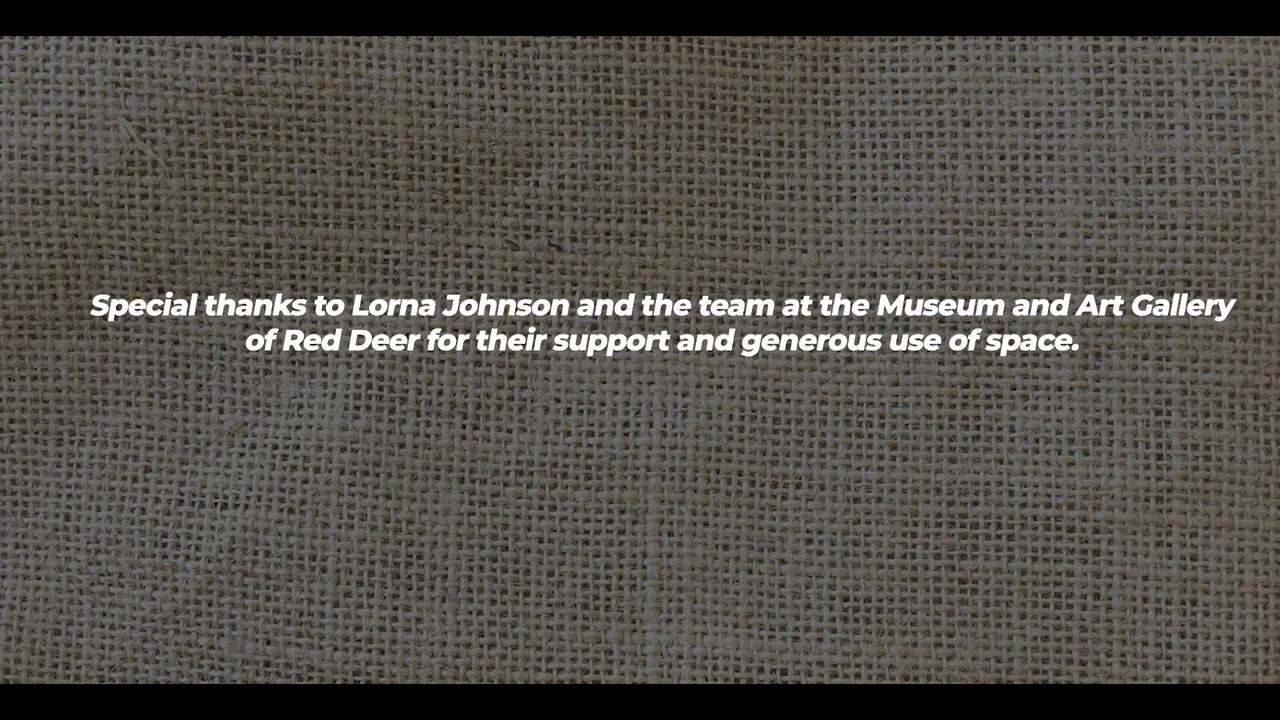 Special thanks to Lorna Johnson and the team at the Museum and Art Gallery
of Red Deer for their support and generous use of space.